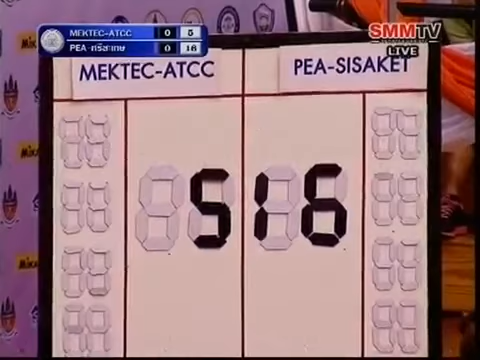 MEKTEC-ATCC 0 5
PEA-ศรีสะเกษ 0 16
SMMTV
LIVE
MEKTEC-ATCC PEA-SISAKET
5 16